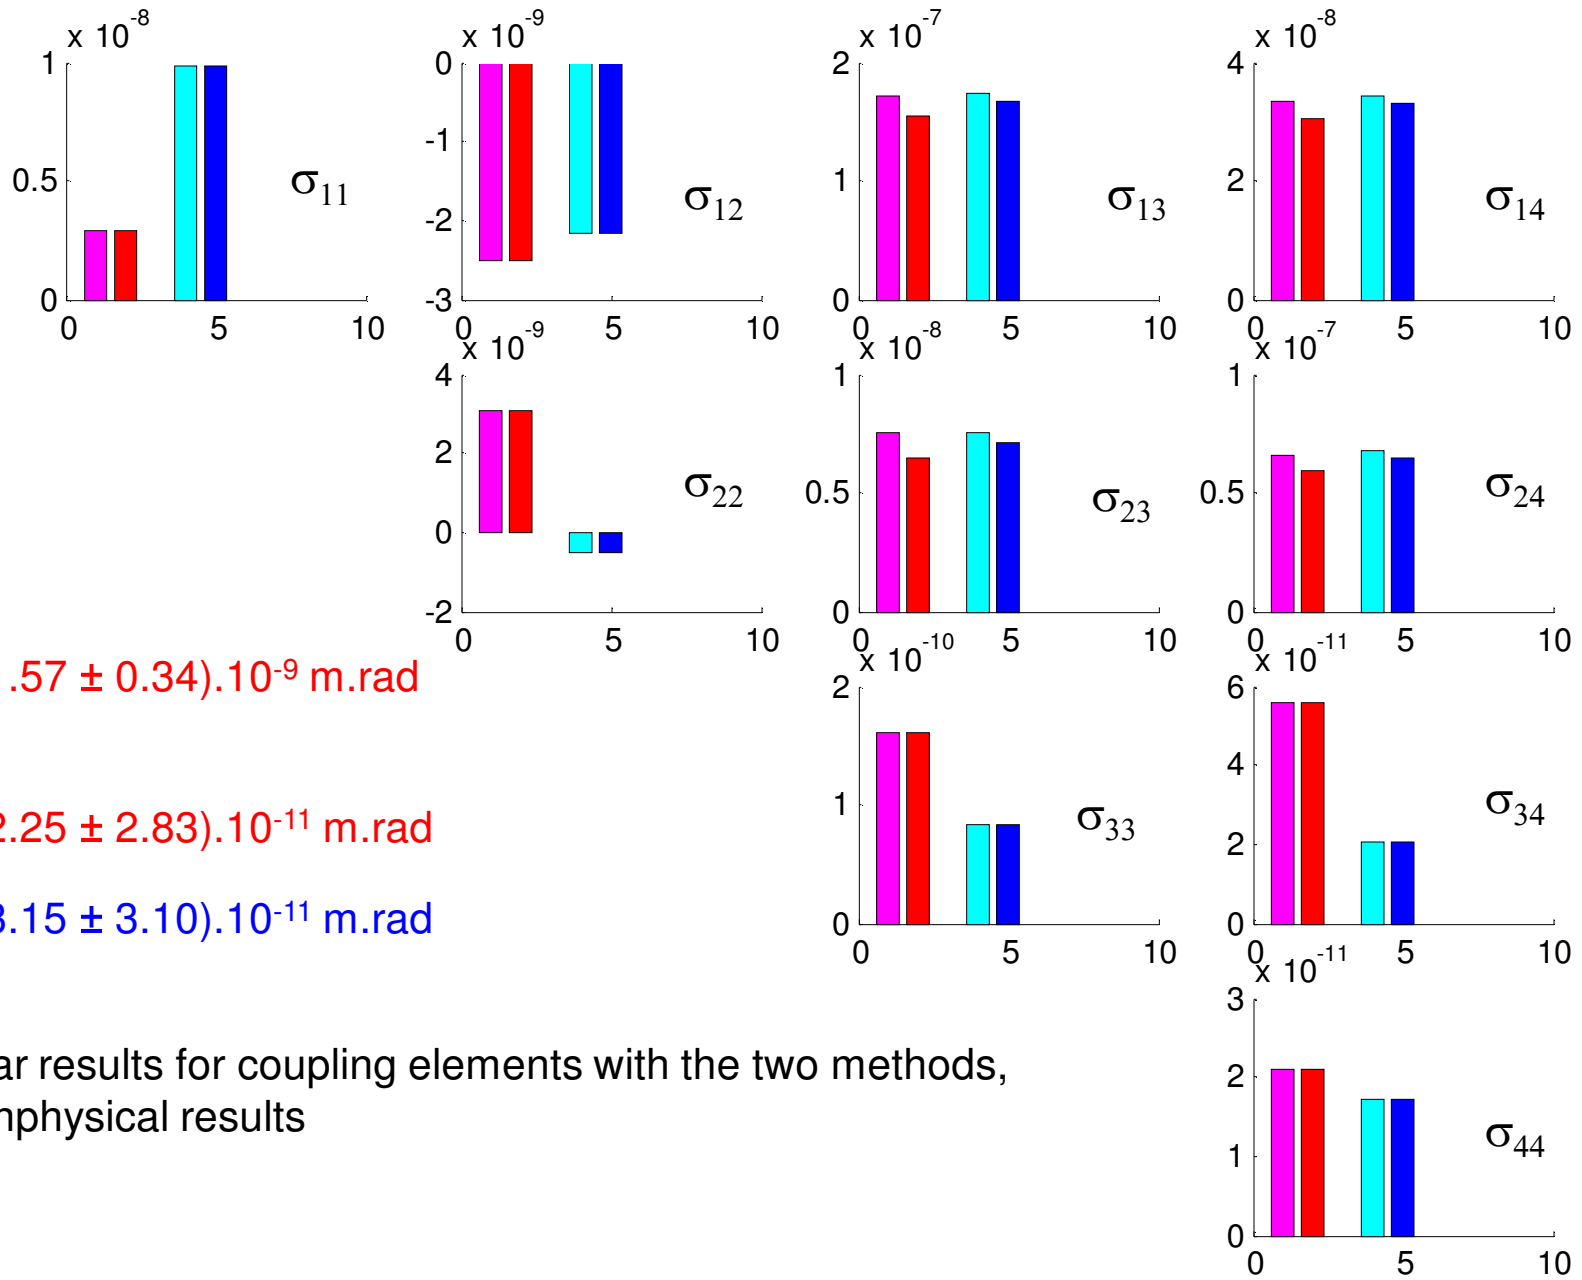 x 10-8
1
0.5
0
0 5 10
σ11
x 10-9
0
-1
-2
-3
0 5 10
σ12
x 10-7
2
1
0
0 5 10
σ13
x 10-8
4
2
0
0 5 10
σ14
x 10-9
4
2
0
-2
0 5 10
σ22
x 10-8
1
0.5
0
0 5 10
σ23
x 10-7
1
0.5
0
0 5 10
σ24
.57 ± 0.34).10-9 m.rad
2.25 ± 2.83).10-11 m.rad
3.15 ± 3.10).10-11 m.rad
x 10-10
2
1
0
0 5 10
σ33
x 10-11
6
4
2
0
0 5 10
σ34
ar results for coupling elements with the two methods,
nphysical results
x 10-11
3
2
1
0
0 5 10
σ44